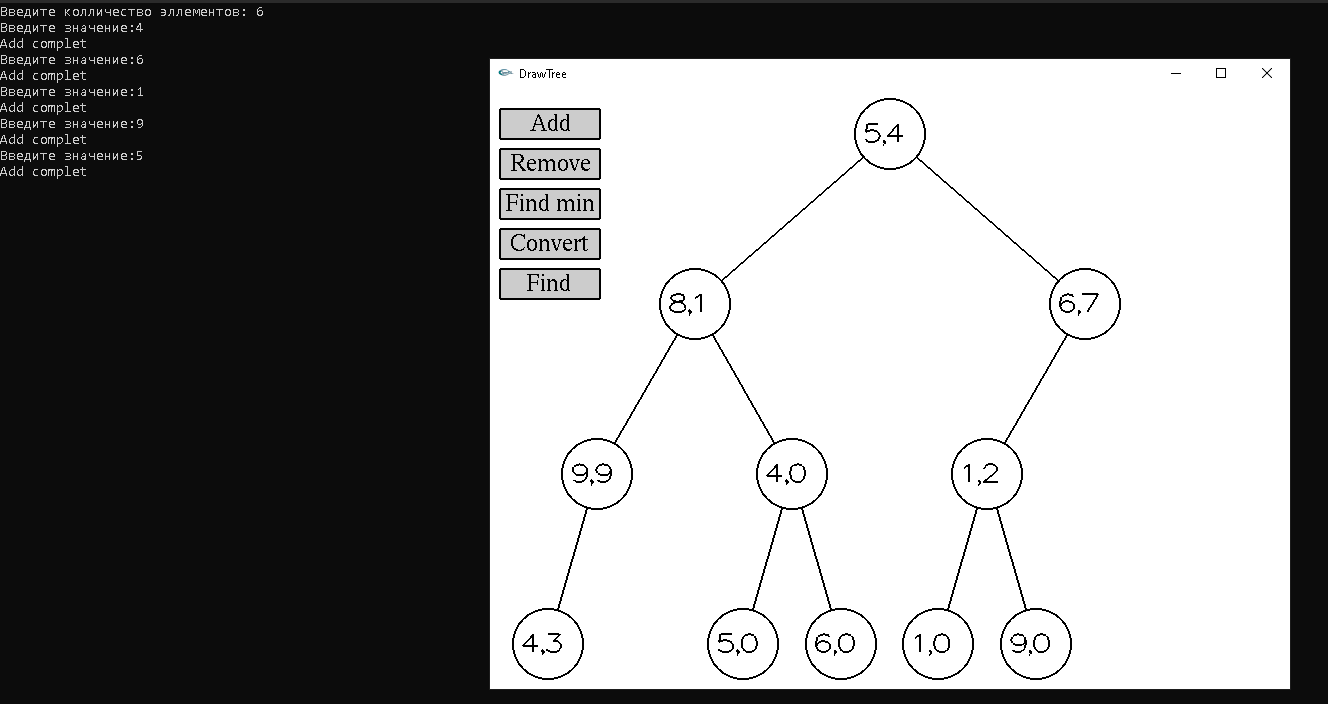 Введите колличество эллементов: 6
Введите значение:4
Add complet
Введите значение:6
Add complet
Введите значение:1
Add complet
Введите значение:9
Add complet
Введите значение:5
Add complet
DrawTree
Add
Remove
Find min
Convert
Find
5,4
8,1
6,7
9,9
4,0
1,2
4,3
5,0
6,0
1,0
9,0